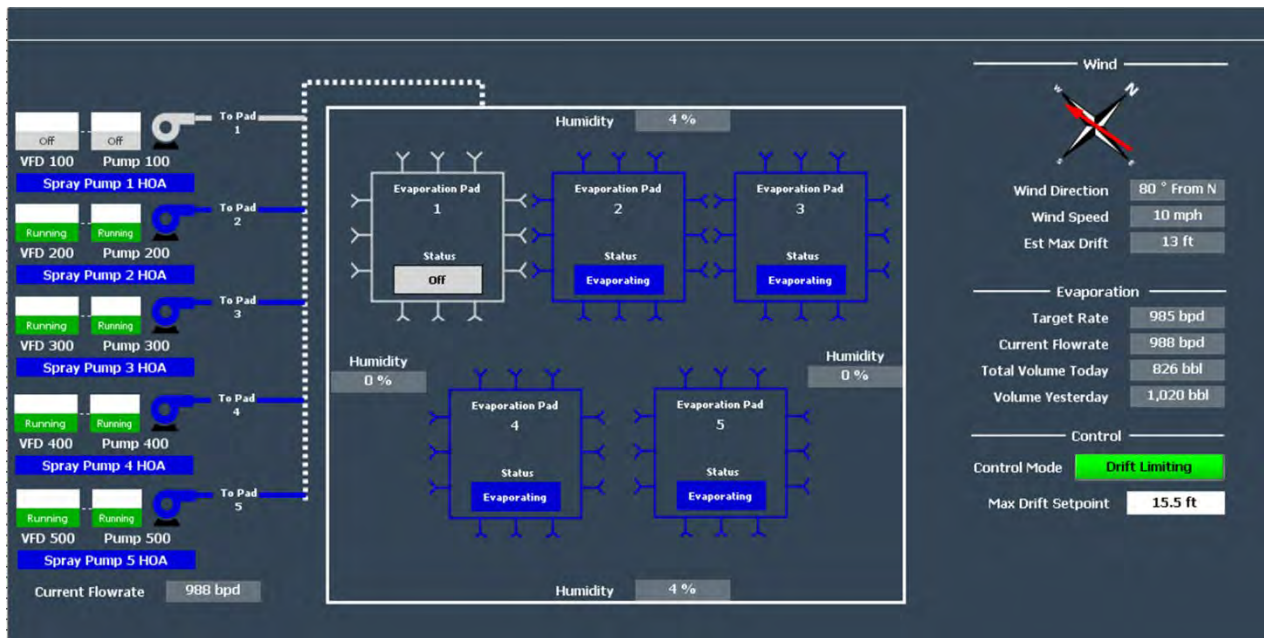 Off
Off
To Pad
1
VFD 100
Pump 100
Spray Pump 1 HOA
Running
Running
To Pad
2
VFD 200
Pump 200
Spray Pump 2 HOA
Running
Running
To Pad
3
VFD 300
Pump 300
Spray Pump 3 HOA
Running
Running
To Pad
4
VFD 400
Pump 400
Spray Pump 4 HOA
Running
Running
To Pad
5
VFD 500
Pump 500
Spray Pump 5 HOA
Current Flowrate 988 bpd
Humidity 4 %
Evaporation Pad
1
Status
Off
Evaporation Pad
2
Status
Evaporating
Evaporation Pad
3
Status
Evaporating
Humidity
0 %
Humidity
0 %
Evaporation Pad
4
Status
Evaporating
Evaporation Pad
5
Status
Evaporating
Humidity 4 %
Wind
W
N
S
E
Wind Direction 80 ° From N
Wind Speed 10 mph
Est Max Drift 13 ft
Evaporation
Target Rate 985 bpd
Current Flowrate 988 bpd
Total Volume Today 826 bbl
Volume Yesterday 1,020 bbl
Control
Control Mode Drift Limiting
Max Drift Setpoint 15.5 ft